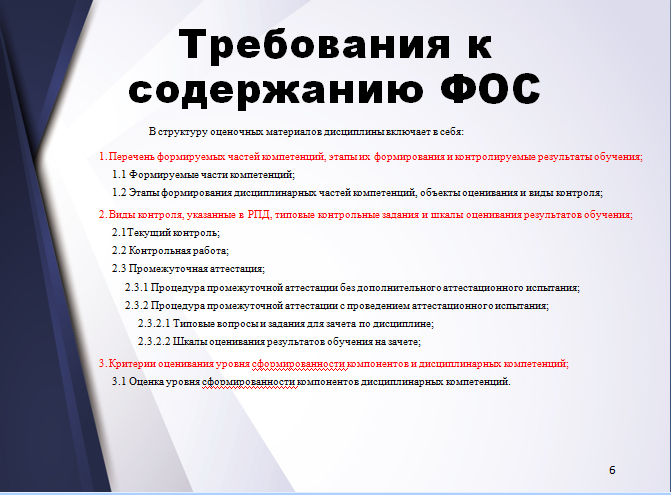 Требования к
содержанию ФОС
В структуру оценочных материалов дисциплины включает в себя:
1. Перечень формируемых частей компетенций, этапы их формирования и контролируемые результаты обучения;
1.1 Формируемые части компетенций;
1.2 Этапы формирования дисциплинарных частей компетенций, объекты оценивания и виды контроля;
2. Виды контроля, указанные в РПД, типовые контрольные задания и шкалы оценивания результатов обучения;
2.1Текущий контроль;
2.2 Контрольная работа;
2.3 Промежуточная аттестация;
2.3.1 Процедура промежуточной аттестации без дополнительного аттестационного испытания;
2.3.2 Процедура промежуточной аттестации с проведением аттестационного испытания;
2.3.2.1 Типовые вопросы и задания для зачета по дисциплине;
2.3.2.2 Шкалы оценивания результатов обучения на зачете;
3. Критерии оценивания уровня сформированности компонентов и дисциплинарных компетенций;
3.1 Оценка уровня сформированности компонентов дисциплинарных компетенций.
6